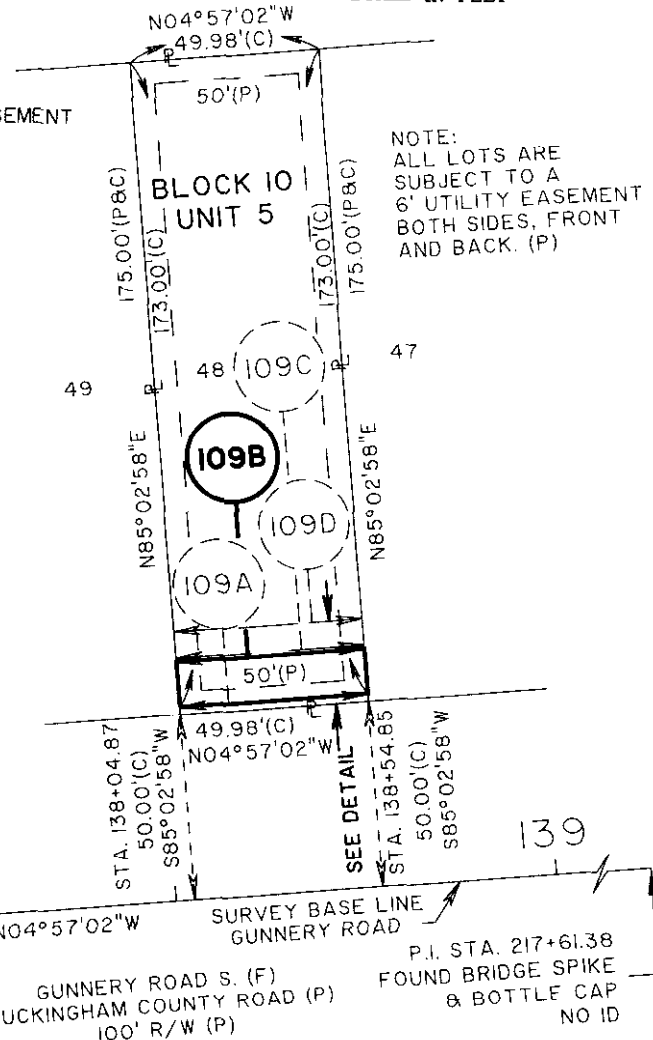 N04°57'02"W
49.98'(C)
℄
50'(P)
BLOCK 10
UNIT 5
175.00'(P&C)
173.00'(C)
173.00'(C)
175.00'(P&C)
NOTE:
ALL LOTS ARE
SUBJECT TO A
6' UTILITY EASEMENT
BOTH SIDES, FRONT
AND BACK. (P)
49
48
47
109C
109B
109D
109A
N85°02'58"E
N85°02'58"E
50'(P)
49.98'(C)
N04°57'02"W
STA. 138+04.87
50.00'(C)
S85°02'58"W
SEE DETAIL
STA. 138+54.85
50.00'(C)
S85°02'58"W
139
N04°57'02"W
SURVEY BASE LINE
GUNNERY ROAD
P.I. STA. 217+61.38
FOUND BRIDGE SPIKE
& BOTTLE CAP
NO ID
GUNNERY ROAD S. (F)
UCKINGHAM COUNTY ROAD (P)
100' R/W (P)